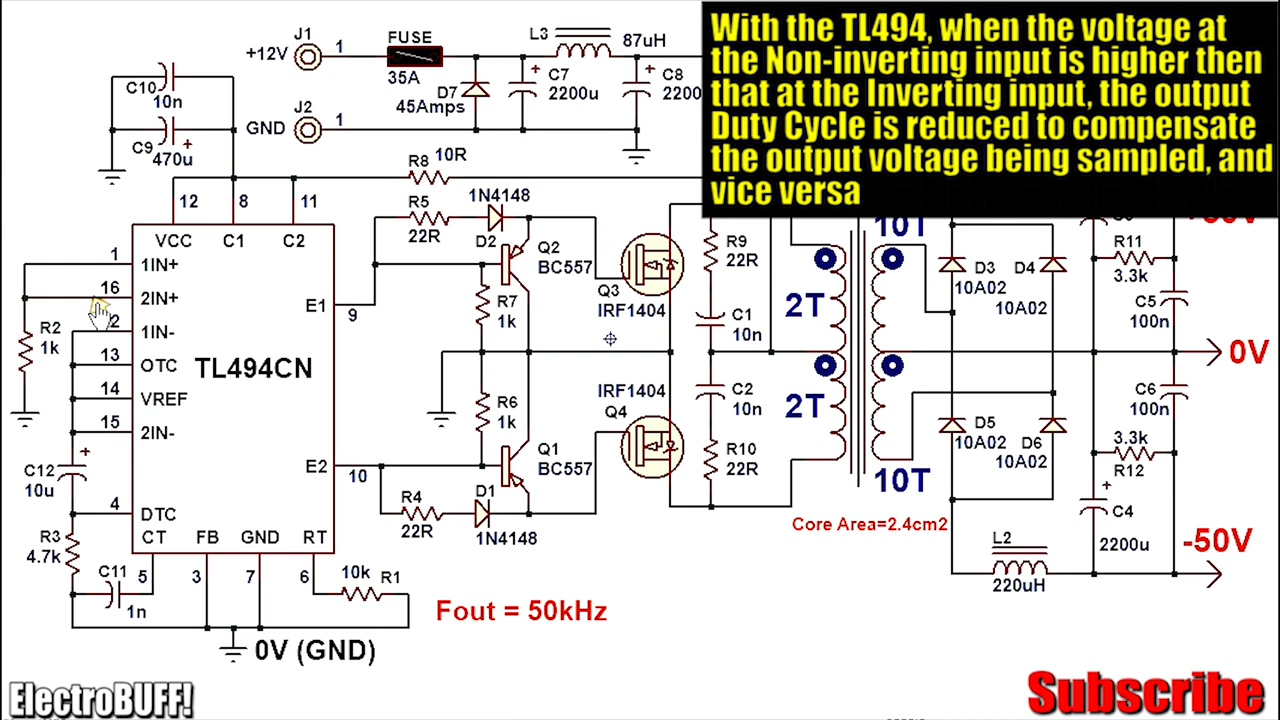 With the TL494, when the voltage at
the Non-inverting input is higher then
that at the Inverting input, the output
Duty Cycle is reduced to compensate
the output voltage being sampled, and
vice versa
J1
+12V
1
FUSE
35A
D7
45Amps
L3
87uH
C7
2200u
C8
2200
J2
GND
1
C10
10n
C9
470u
R8
10R
12
8
11
VCC
C1
C2
1
1IN+
16
2IN+
2
1IN-
13
OTC
14
VREF
15
2IN-
4
DTC
TL494CN
E1
9
E2
10
CT
FB
GND
RT
5
3
7
6
R2
1k
C12
10u
R3
4.7k
C11
1n
10k
R1
0V (GND)
Fout = 50kHz
R5
22R
1N4148
D2
Q2
BC557
R7
1k
R6
1k
Q1
BC557
R4
22R
D1
1N4148
Q3
IRF1404
IRF1404
Q4
R9
22R
C1
10n
C2
10n
R10
22R
2T
2T
10T
10T
Core Area=2.4cm2
D3
10A02
D4
10A02
D5
10A02
D6
10A02
R11
3.3k
C5
100n
0V
C6
100n
3.3k
R12
C4
2200u
L2
220uH
-50V
ElectroBUFF!
Subscribe